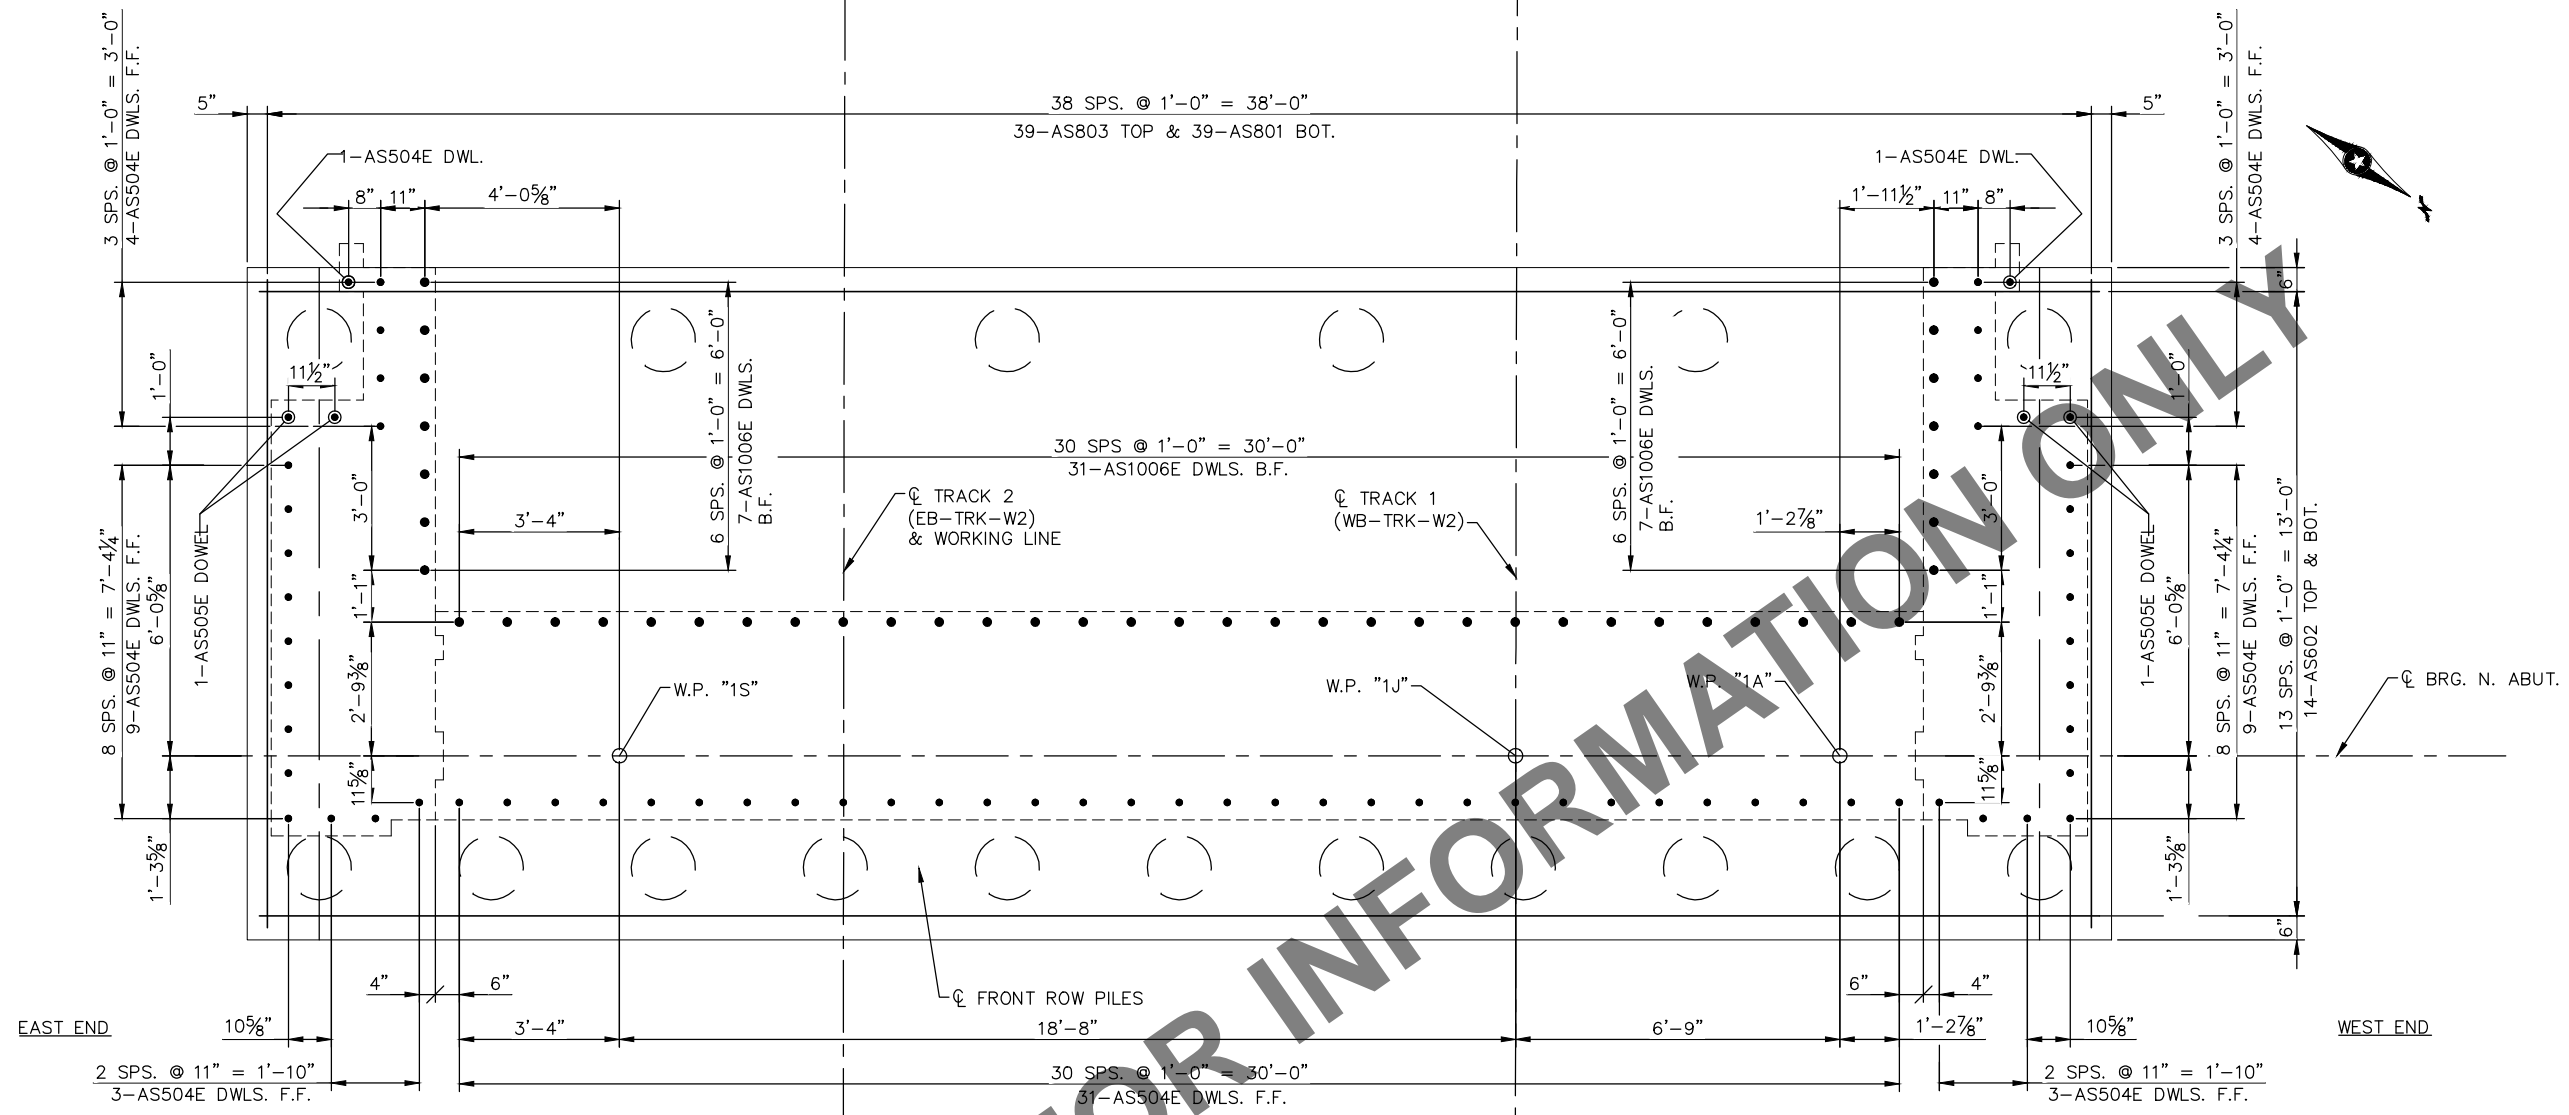 3 SPS. @ 1'-0" = 3'-0"
4-AS504E DWLS. F.F.
5"
38 SPS. @ 1'-0" = 38'-0"
39-AS803 TOP & 39-AS801 BOT.
5"
3 SPS. @ 1'-0" = 3'-0"
4-AS504E DWLS. F.F.
1-AS504E DWL.
1-AS504E DWL.
8"
11"
4'-0⅝"
1'-11½"
11"
8"
6"
1'-0"
11½"
6 SPS. @ 1'-0" = 6'-0"
7-AS1006E DWLS.
B.F.
6 SPS. @ 1'-0" = 6'-0"
7-AS1006E DWLS.
B.F.
11½"
1'-0"
30 SPS @ 1'-0" = 30'-0"
31-AS1006E DWLS. B.F.
℄ TRACK 2
(EB-TRK-W2)
& WORKING LINE
℄ TRACK 1
(WB-TRK-W2)
3'-0"
3'-4"
1'-2⅞"
3'-0"
8 SPS. @ 11" = 7'-4¼"
9-AS504E DWLS. F.F.
6'-0⅝"
1-AS505E DOWEL
1'-1"
2'-9⅜"
11⅝"
1'-3⅝"
1'-1"
2'-9⅜"
11⅝"
1-AS505E DOWEL
6'-0⅝"
1'-3⅝"
8 SPS. @ 11" = 7'-4¼"
9-AS504E DWLS. F.F.
13 SPS. @ 1'-0" = 13'-0"
14-AS602 TOP & BOT.
6"
W.P. "1S"
W.P. "1J"
W.P. "1A"
℄ BRG. N. ABUT.
4"
6"
℄ FRONT ROW PILES
6"
4"
EAST END
10⅝"
3'-4"
18'-8"
6'-9"
1'-2⅞"
10⅝"
WEST END
2 SPS. @ 11" = 1'-10"
3-AS504E DWLS. F.F.
30 SPS. @ 1'-0" = 30'-0"
31-AS504E DWLS. F.F.
2 SPS. @ 11" = 1'-10"
3-AS504E DWLS. F.F.
OR INFORMATION ONLY